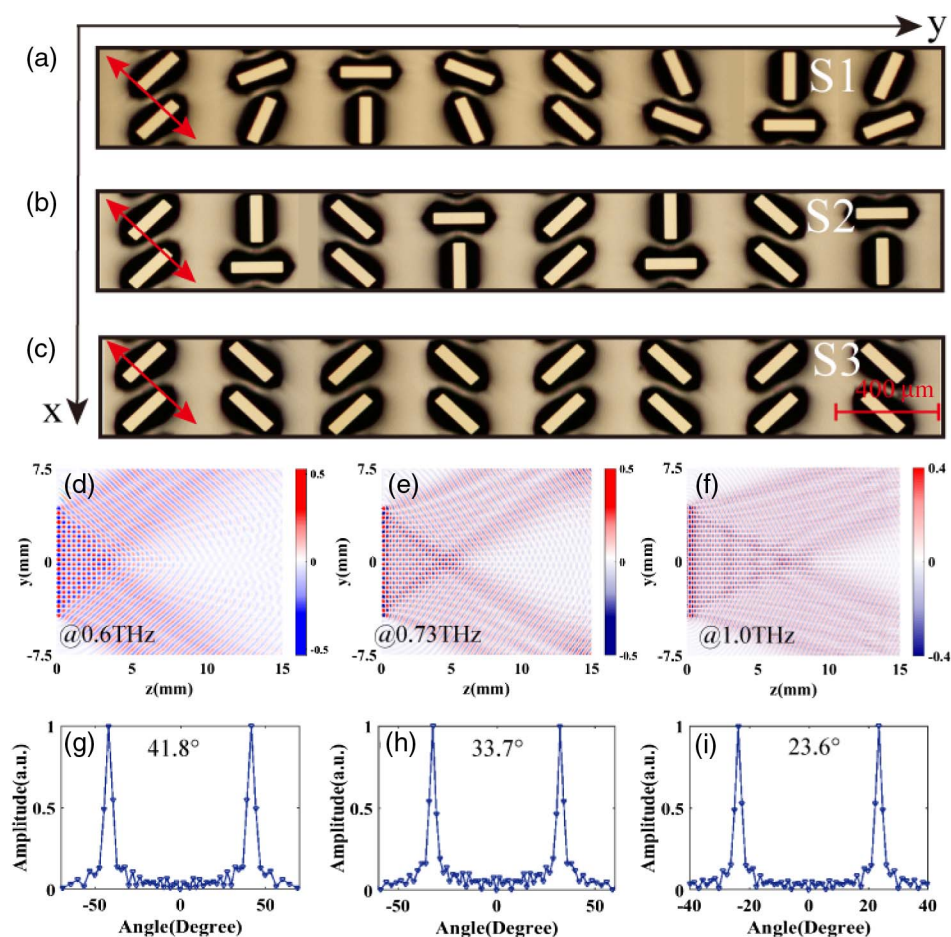 y
(a)
S1
(b)
S2
(c)
S3
400 μm
x
(d)
7.5
0
-7.5
y(mm)
@0.6THz
0 5 10 15
z(mm)
0.5
0
-0.5
(e)
7.5
0
-7.5
y(mm)
@0.73THz
0 5 10 15
z(mm)
0.5
0
-0.5
(f)
7.5
0
-7.5
y(mm)
@1.0THz
0 5 10 15
z(mm)
0.4
0
-0.4
(g)
41.8°
1
0.5
0
Amplitude(a.u.)
-50 0 50
Angle(Degree)
(h)
33.7°
1
0.5
0
Amplitude(a.u.)
-50 0 50
Angle(Degree)
(i)
23.6°
1
0.5
0
Amplitude(a.u.)
-40 -20 0 20 40
Angle(Degree)